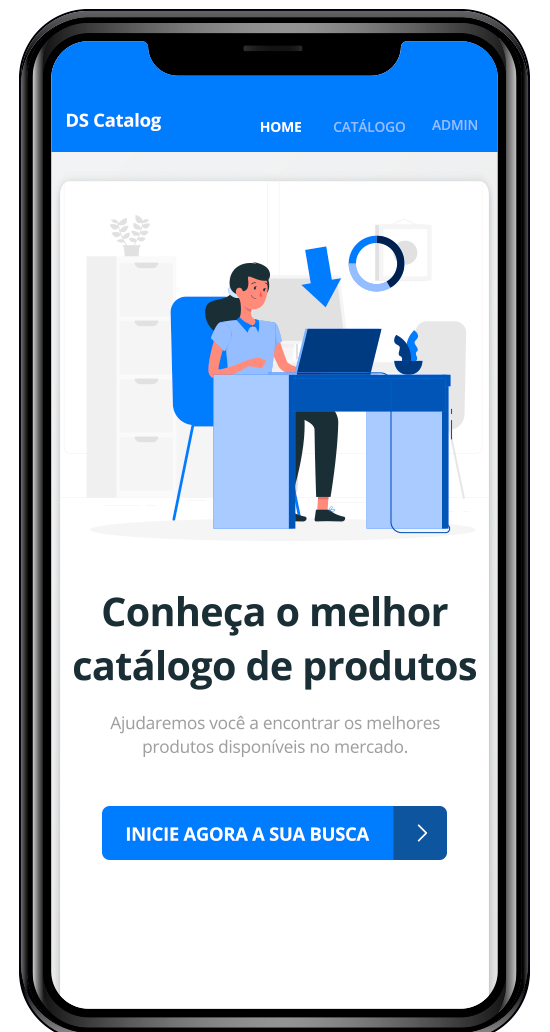 DS Catalog
HOME
CATÁLOGO
ADMIN
Conheça o melhor
catálogo de produtos
Ajudaremos você a encontrar os melhores
produtos disponíveis no mercado.
INICIE AGORA A SUA BUSCA